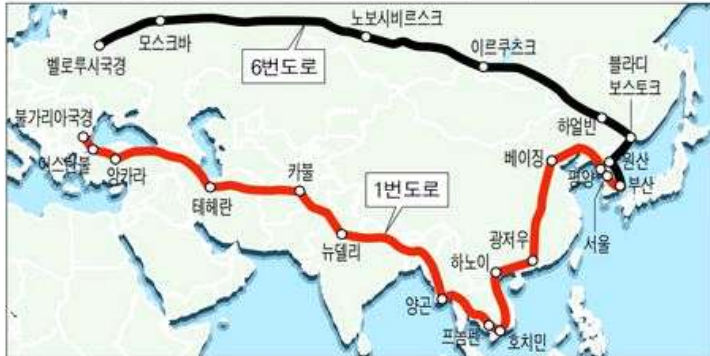 노보시비르스크
모스크바
이르쿠츠크
벨로루시국경
6번도로
블라디
보스토크
불가리아국경
하얼빈
이스탄불
앙카라
카불
베이징
원산
평양
부산
테헤란
1번도로
서울
광저우
뉴델리
하노이
양곤
프놈펜
호치민